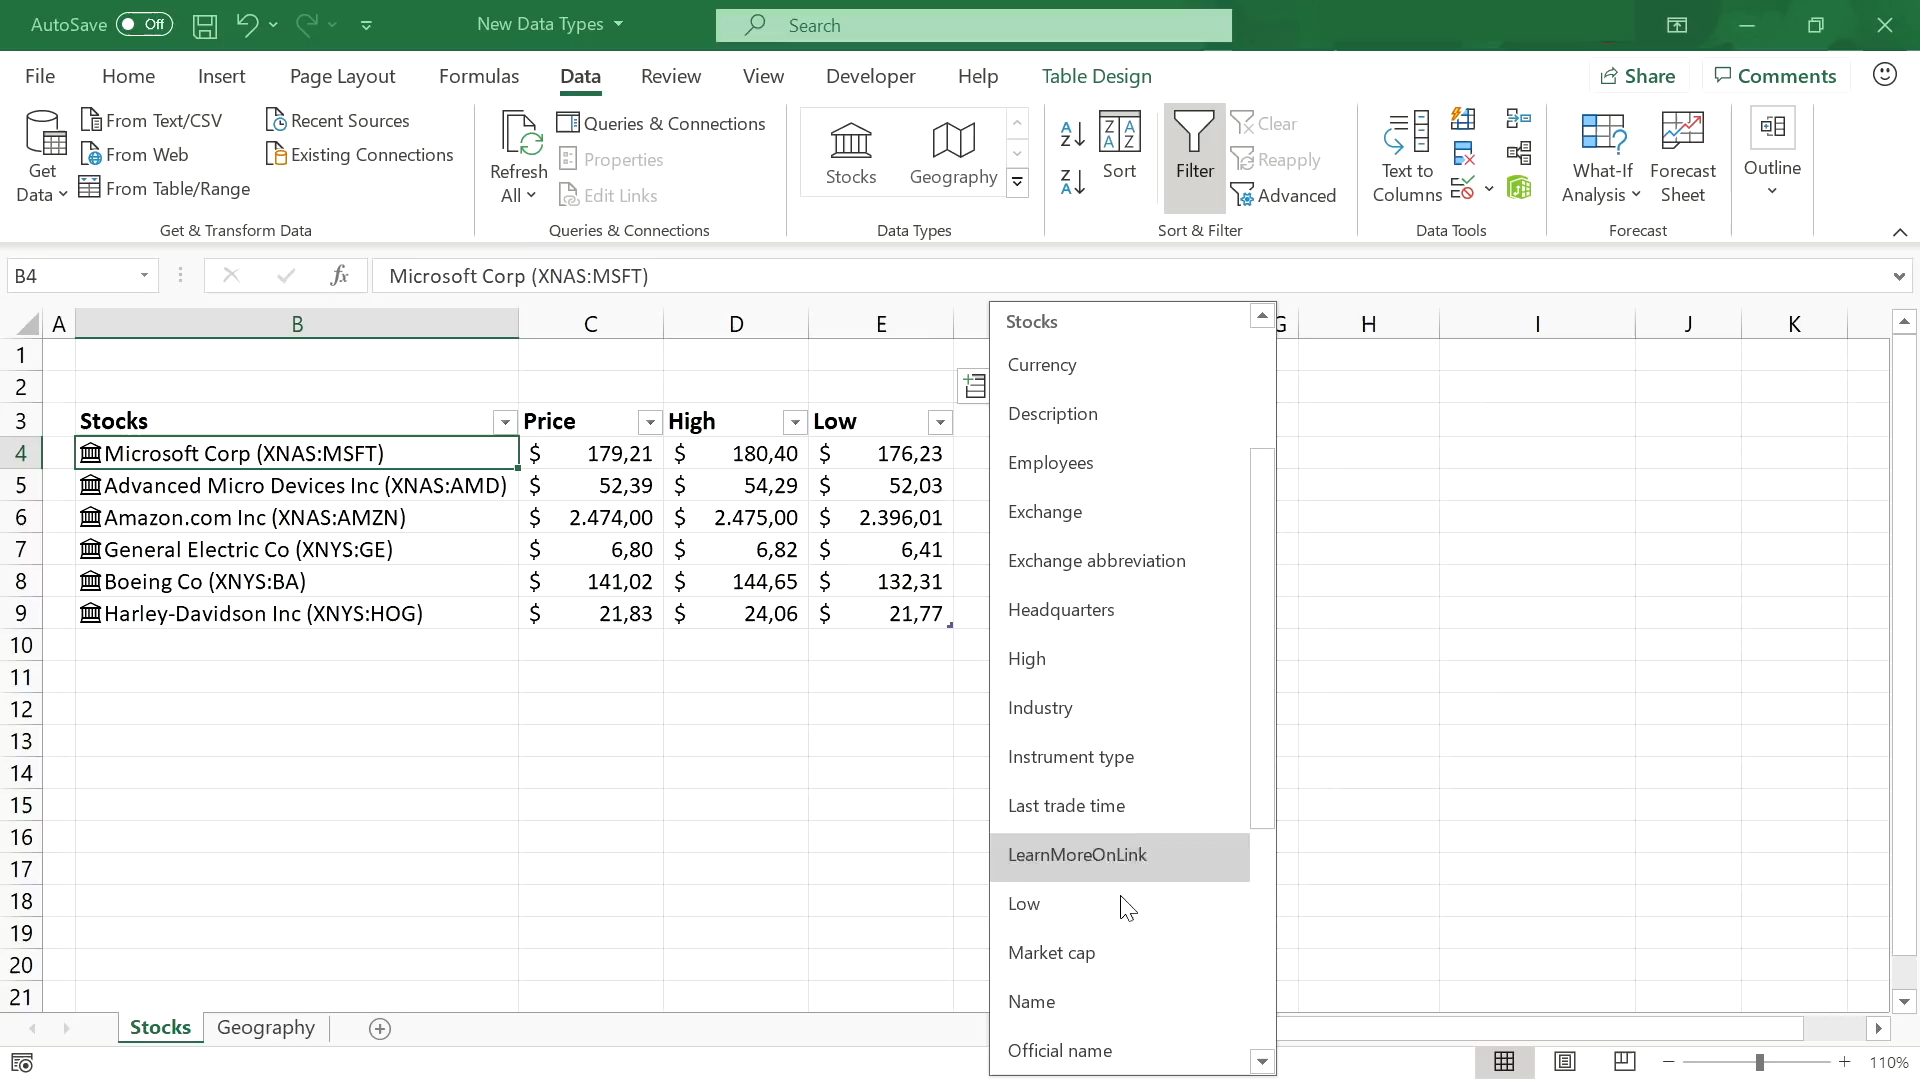 AutoSave Off New Data Types Search
File Home Insert Page Layout Formulas Data Review View Developer Help Table Design Share Comments
Get Data
From Text/CSV
From Web
From Table/Range
Recent Sources
Existing Connections
Get & Transform Data
Refresh All
Queries & Connections
Properties
Edit Links
Queries & Connections
Stocks
Geography
Data Types
A Z
Z A
Z A A Z
Sort
Filter
Clear
Reapply
Advanced
Sort & Filter
Text to Columns
Data Tools
What-If Analysis
Forecast Sheet
Forecast
Outline
B4 fx Microsoft Corp (XNAS:MSFT)
A B C D E G H I J K
1
2
3 Stocks Price High Low
4 Microsoft Corp (XNAS:MSFT) $ 179,21 $ 180,40 $ 176,23
5 Advanced Micro Devices Inc (XNAS:AMD) $ 52,39 $ 54,29 $ 52,03
6 Amazon.com Inc (XNAS:AMZN) $ 2.474,00 $ 2.475,00 $ 2.396,01
7 General Electric Co (XNYS:GE) $ 6,80 $ 6,82 $ 6,41
8 Boeing Co (XNYS:BA) $ 141,02 $ 144,65 $ 132,31
9 Harley-Davidson Inc (XNYS:HOG) $ 21,83 $ 24,06 $ 21,77
10
11
12
13
14
15
16
17
18
19
20
21
Stocks
Currency
Description
Employees
Exchange
Exchange abbreviation
Headquarters
High
Industry
Instrument type
Last trade time
LearnMoreOnLink
Low
Market cap
Name
Official name
Stocks Geography
110%